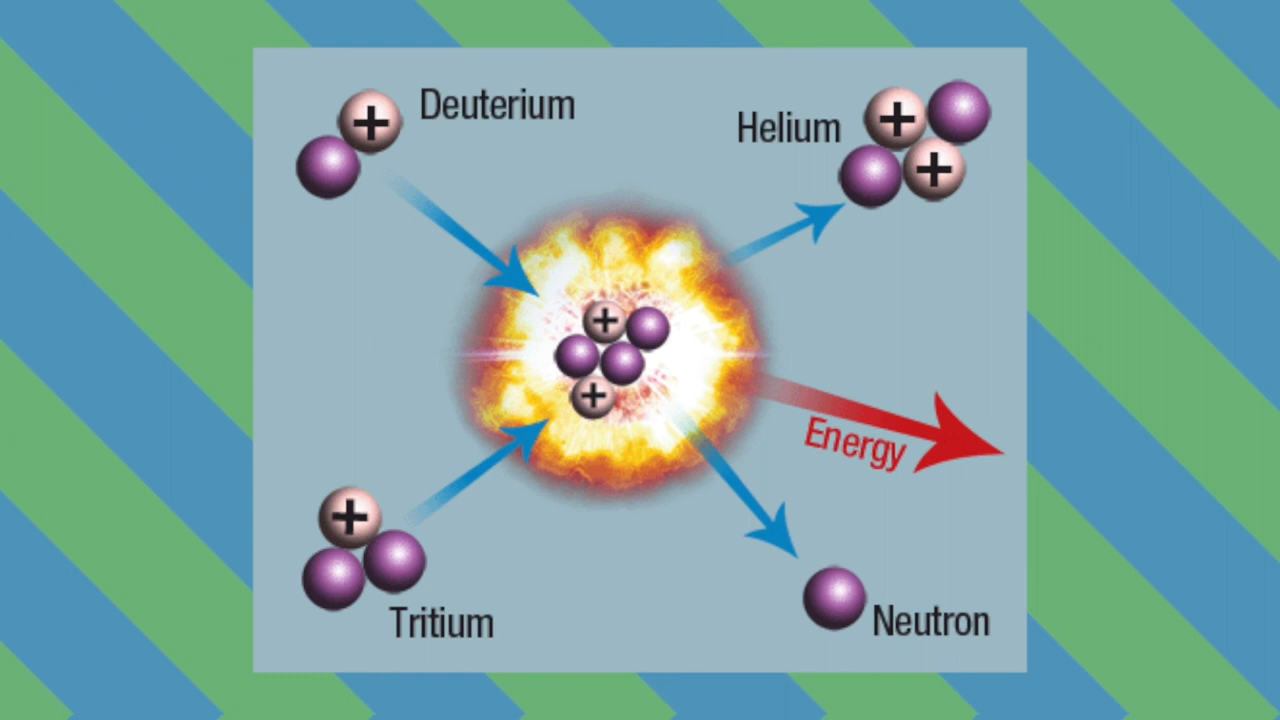 Deuterium
Helium
+
+
+
+
+
Energy
+
Tritium
Neutron